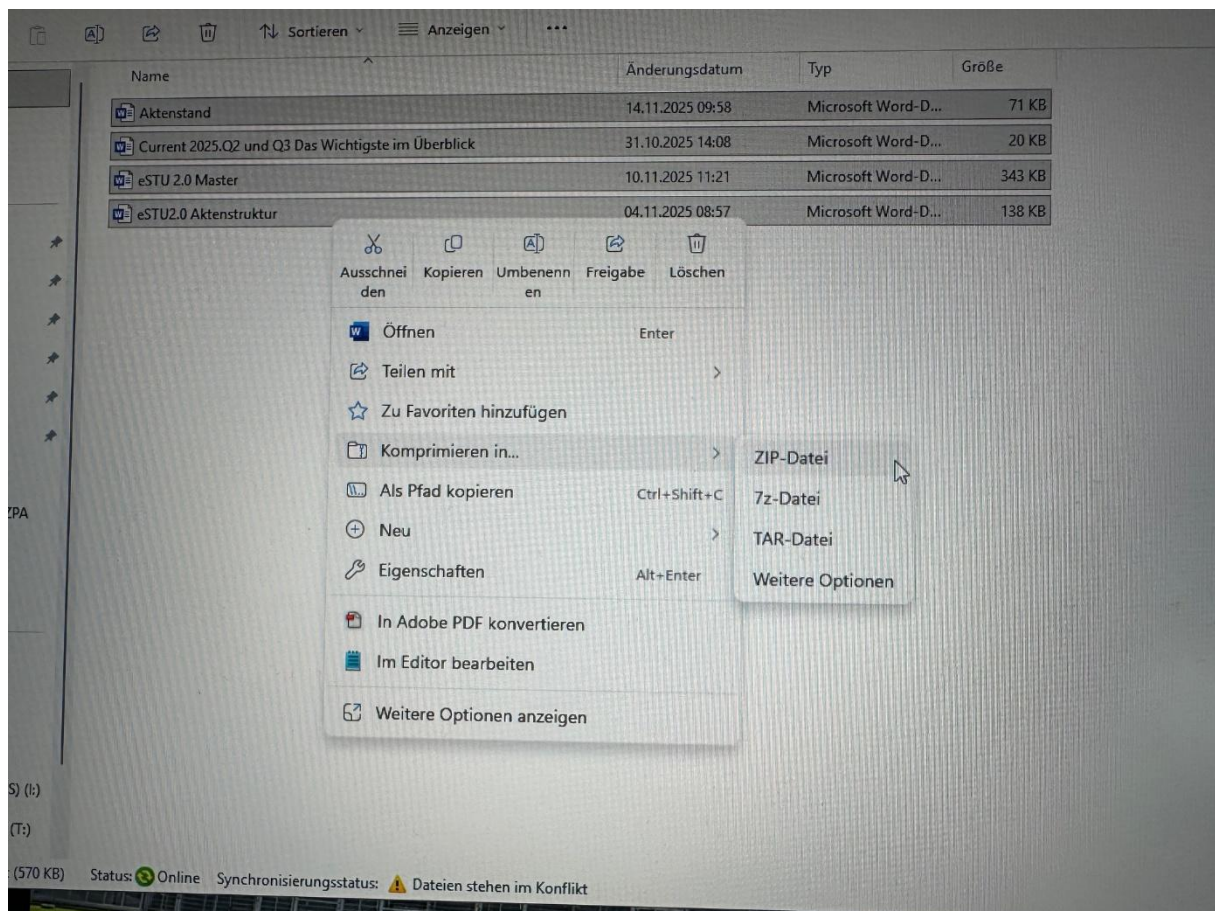 Sortieren
Anzeigen
Name
Änderungsdatum
Typ
Größe
Aktenstand 14.11.2025 09:58 Microsoft Word-D... 71 KB
Current 2025.Q2 und Q3 Das Wichtigste im Überblick 31.10.2025 14:08 Microsoft Word-D... 20 KB
eSTU 2.0 Master 10.11.2025 11:21 Microsoft Word-D... 343 KB
eSTU2.0 Aktenstruktur 04.11.2025 08:57 Microsoft Word-D... 138 KB
Ausschnei
den
Kopieren
Umbenenn
en
Freigabe
Löschen
Öffnen Enter
Teilen mit
Zu Favoriten hinzufügen
Komprimieren in...
Als Pfad kopieren Ctrl+Shift+C
Neu
Eigenschaften Alt+Enter
In Adobe PDF konvertieren
Im Editor bearbeiten
Weitere Optionen anzeigen
ZIP-Datei
7z-Datei
TAR-Datei
Weitere Optionen
ZPA
S) (I:)
(T:)
(570 KB) Status: Online Synchronisierungsstatus: Dateien stehen im Konflikt